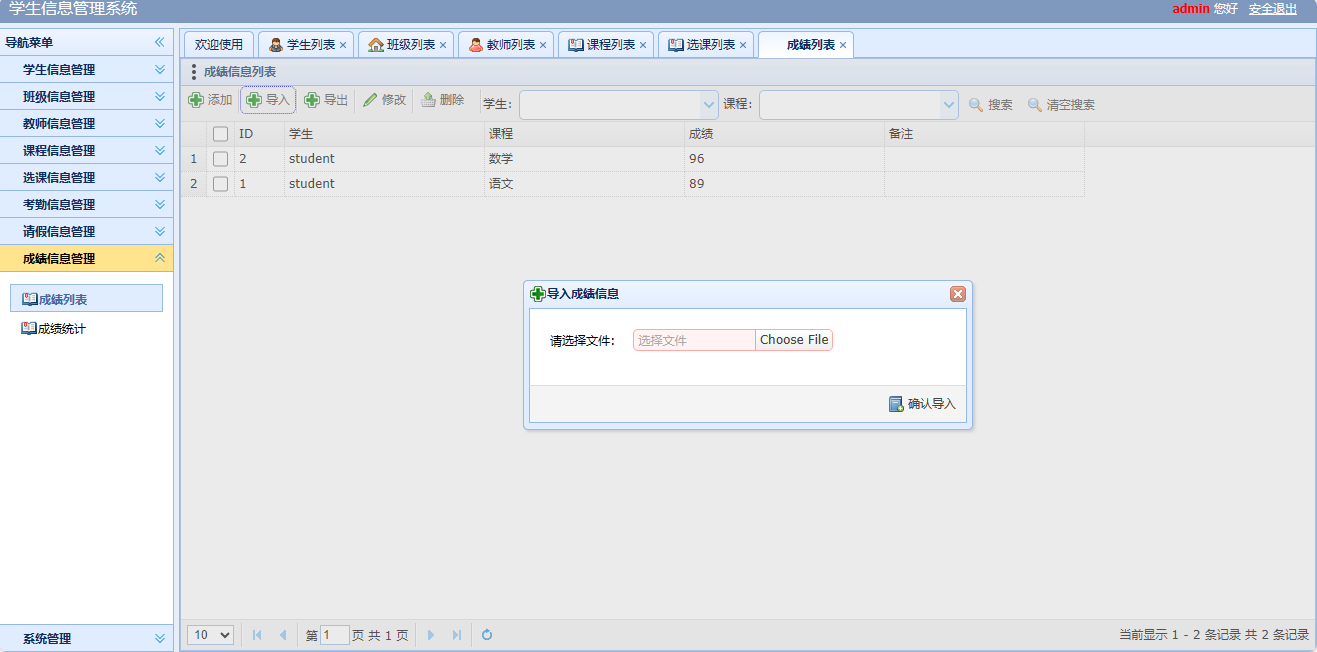 学生信息管理系统
admin 您好 安全退出
导航菜单
学生信息管理
班级信息管理
教师信息管理
课程信息管理
选课信息管理
考勤信息管理
请假信息管理
成绩信息管理
成绩列表
成绩统计
系统管理
欢迎使用 学生列表 班级列表 教师列表 课程列表 选课列表 成绩列表
成绩信息列表
添加 导入 导出 修改 删除 学生: 课程: 搜索 清空搜索
ID 学生 课程 成绩 备注
1 2 student 数学 96
2 1 student 语文 89
导入成绩信息
请选择文件: 选择文件 Choose File
确认导入
10 第 1 页 共 1 页 当前显示 1 - 2 条记录 共 2 条记录